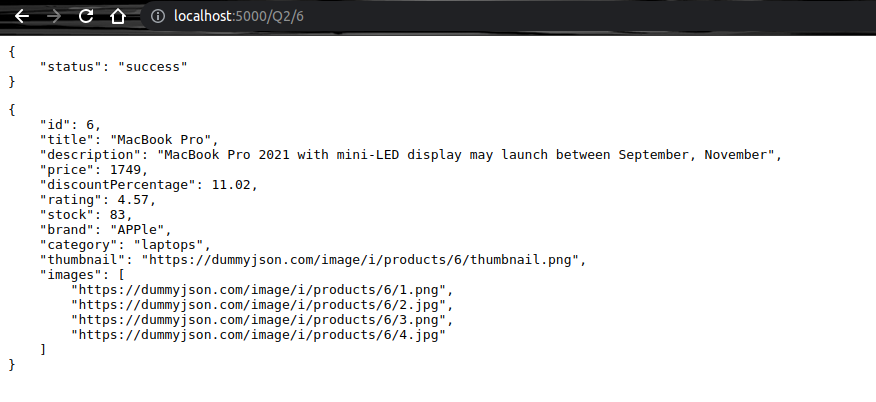 localhost:5000/Q2/6
{
    "status": "success"
}
{
    "id": 6,
    "title": "MacBook Pro",
    "description": "MacBook Pro 2021 with mini-LED display may launch between September, November",
    "price": 1749,
    "discountPercentage": 11.02,
    "rating": 4.57,
    "stock": 83,
    "brand": "APPle",
    "category": "laptops",
    "thumbnail": "https://dummyjson.com/image/i/products/6/thumbnail.png",
    "images": [
        "https://dummyjson.com/image/i/products/6/1.png",
        "https://dummyjson.com/image/i/products/6/2.jpg",
        "https://dummyjson.com/image/i/products/6/3.png",
        "https://dummyjson.com/image/i/products/6/4.jpg"
    ]
}